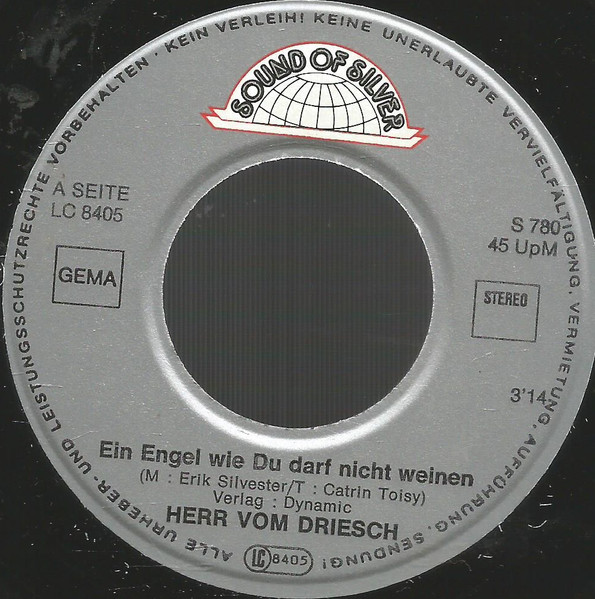 ALLE URHEBER- UND LEISTUNGSSCHUTZRECHTE VORBEHALTEN · KEIN VERLEIH! KEINE UNERLAUBTE VERVIELFÄLTIGUNG, VERMIETUNG, AUFFÜHRUNG, SENDUNG!
SOUND OF SILVER
A SEITE
LC 8405
S 780
45 UpM
GEMA
STEREO
3'14
Ein Engel wie Du darf nicht weinen
(M : Erik Silvester/T : Catrin Toisy)
Verlag : Dynamic
HERR VOM DRIESCH
LC 8405